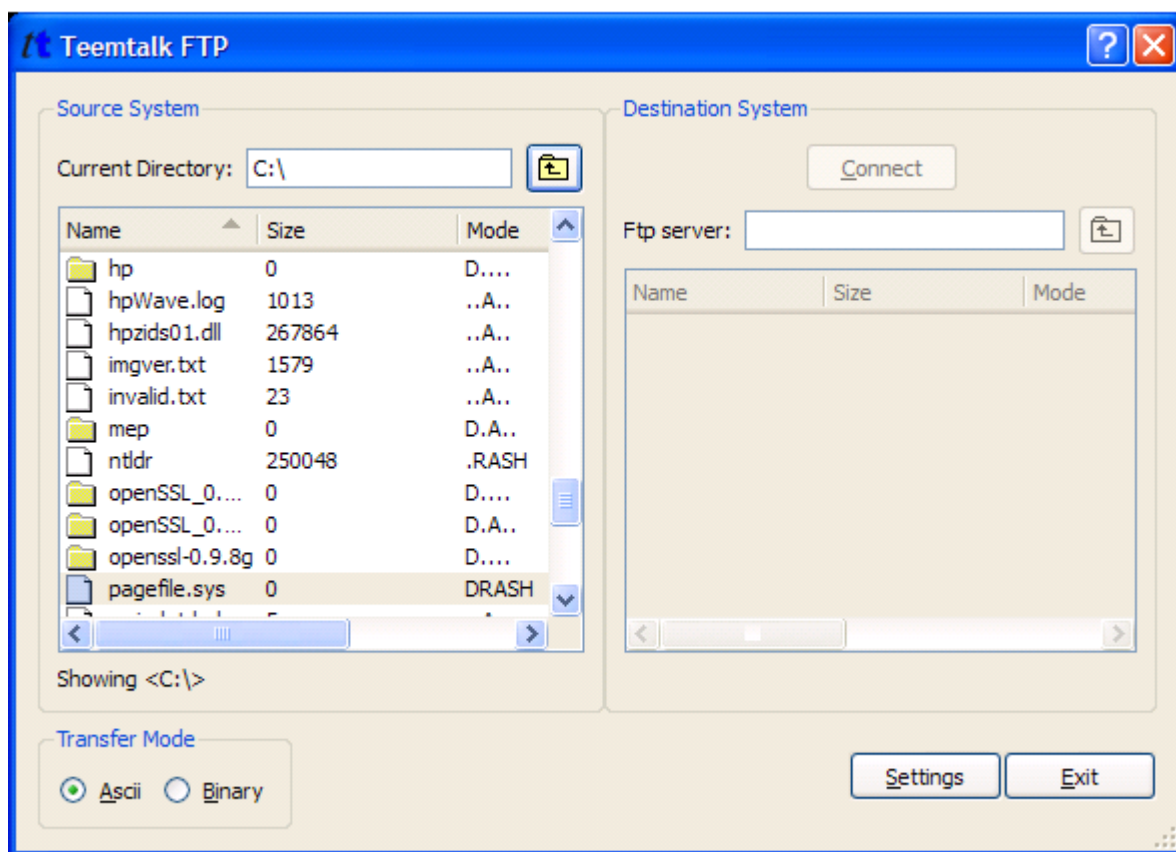 tt Teemtalk FTP
Source System
Current Directory: C:\
Name Size Mode
hp 0 D....
hpWave.log 1013 ..A..
hpzids01.dll 267864 ..A..
imgver.txt 1579 ..A..
invalid.txt 23 ..A..
mep 0 D.A..
ntldr 250048 .RASH
openSSL_0.... 0 D....
openSSL_0.... 0 D.A..
openssl-0.9.8g 0 D....
pagefile.sys 0 DRASH
Showing <C:\>
Destination System
Connect
Ftp server:
Name Size Mode
Transfer Mode
Ascii Binary
Settings Exit